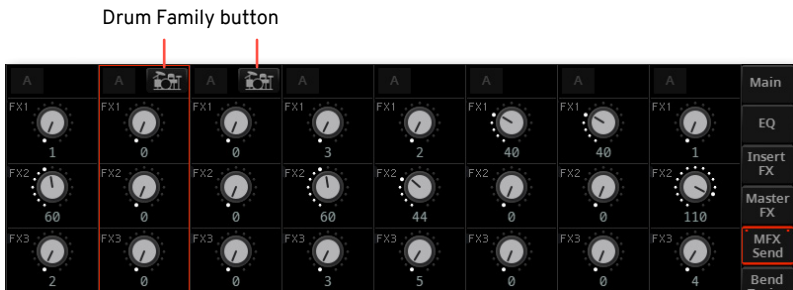 Drum Family button
A A A A A A A A Main
FX1 FX1 FX1 FX1 FX1 FX1 FX1 FX1 EQ
1 0 0 3 2 40 40 1
Insert
FX
FX2 FX2 FX2 FX2 FX2 FX2 FX2 FX2
60 0 0 60 44 0 0 110
Master
FX
FX3 FX3 FX3 FX3 FX3 FX3 FX3 FX3
2 0 0 3 5 0 0 4
MFX
Send
Bend